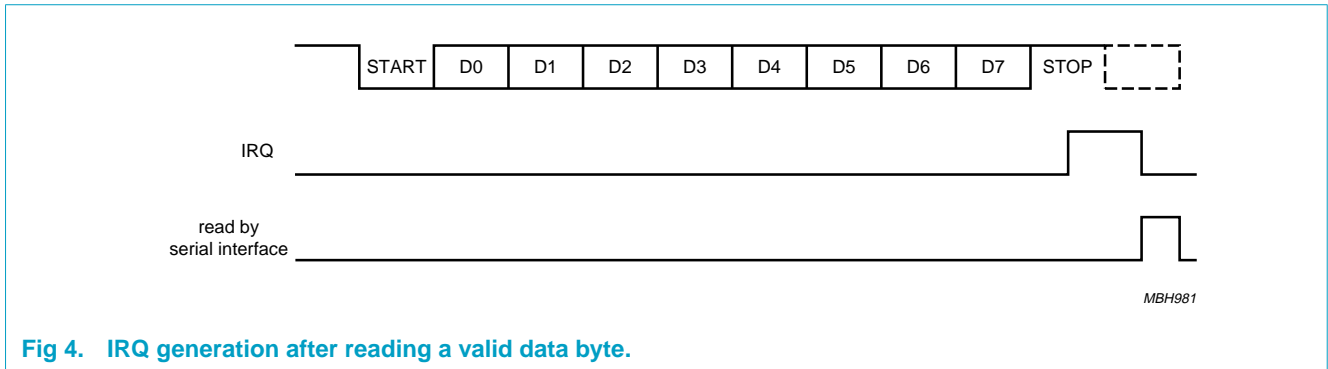 START D0 D1 D2 D3 D4 D5 D6 D7 STOP
IRQ
read by
serial interface
MBH981
Fig 4. IRQ generation after reading a valid data byte.